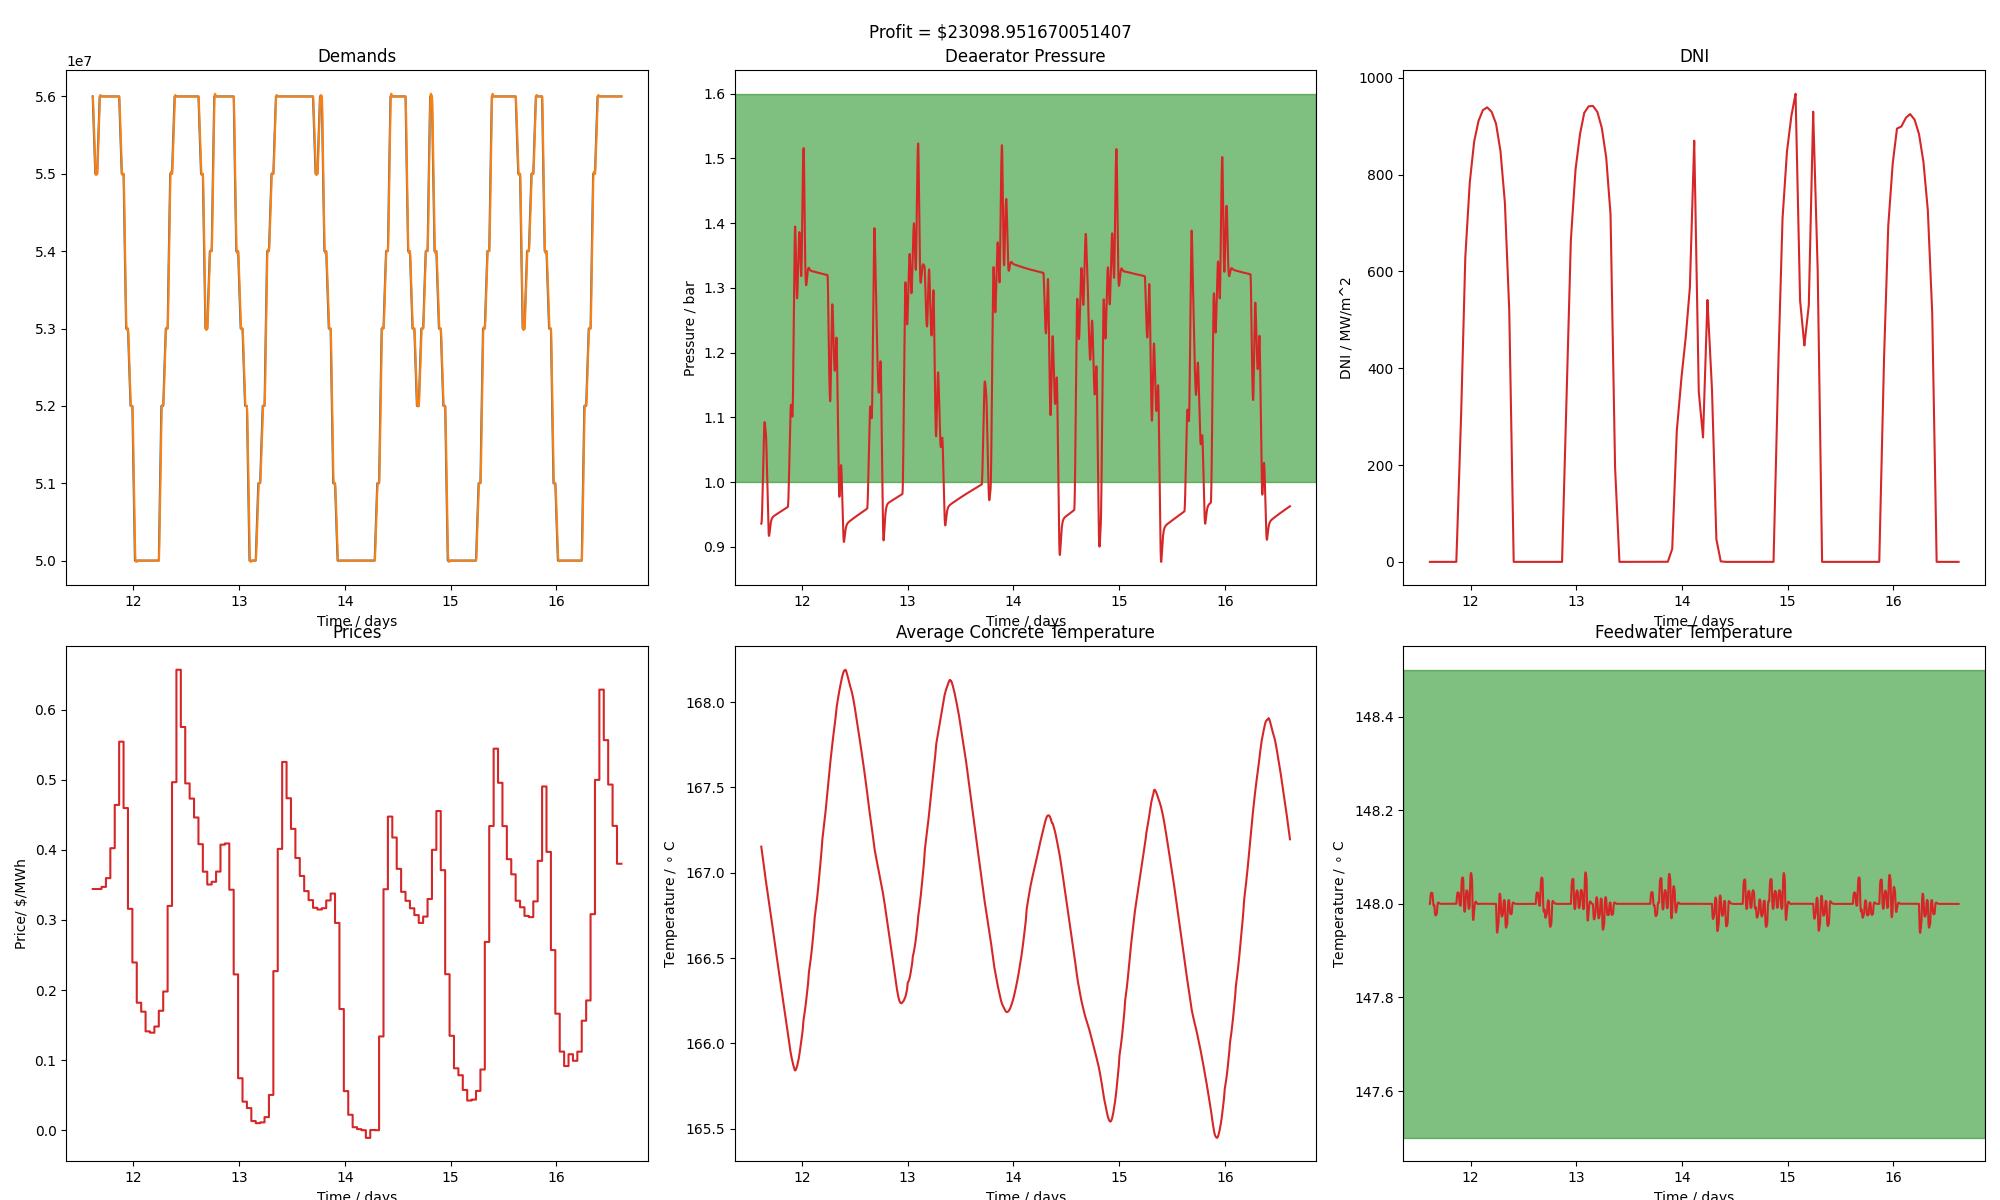 Profit = $23098.951670051407
Demands
1e7
5.6
5.5
5.4
5.3
5.2
5.1
5.0
12 13 14 15 16
Time / days
Deaerator Pressure
Pressure / bar
1.6
1.5
1.4
1.3
1.2
1.1
1.0
0.9
12 13 14 15 16
Time / days
DNI
DNI / MW/m^2
1000
800
600
400
200
0
12 13 14 15 16
Time / days
Prices
Price/ $/MWh
0.6
0.5
0.4
0.3
0.2
0.1
0.0
12 13 14 15 16
Time / days
Average Concrete Temperature
Temperature / ∘ C
168.0
167.5
167.0
166.5
166.0
165.5
12 13 14 15 16
Time / days
Feedwater Temperature
Temperature / ∘ C
148.4
148.2
148.0
147.8
147.6
12 13 14 15 16
Time / days